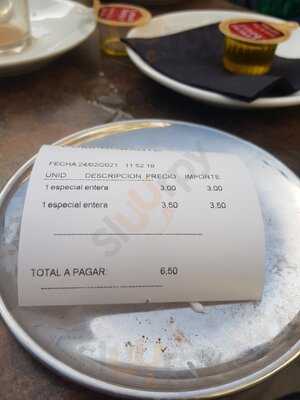 FECHA 24/02/2021 11:52:18
UNID DESCRIPCION PRECIO IMPORTE
1 especial entera 3,00 3,00
1 especial entera 3,50 3,50
TOTAL A PAGAR: 6,50